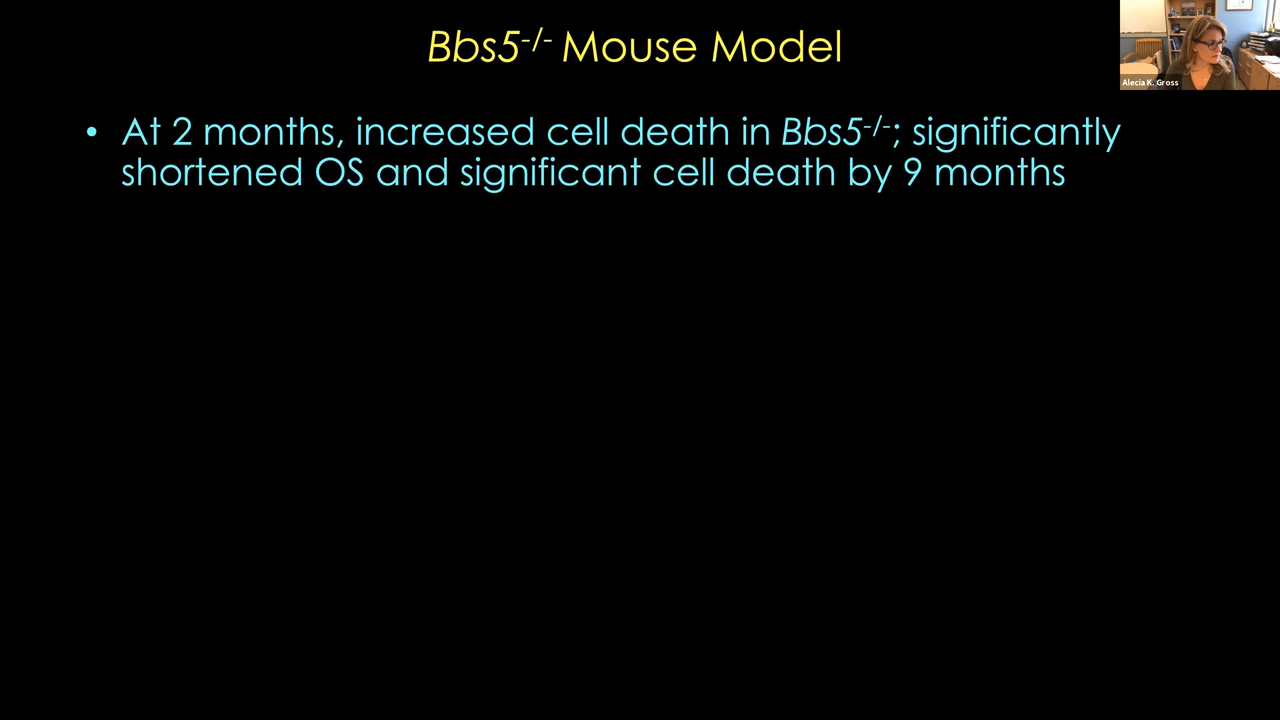 Bbs5-/- Mouse Model
Alecia K. Gross
• At 2 months, increased cell death in Bbs5-/-; significantly
shortened OS and significant cell death by 9 months